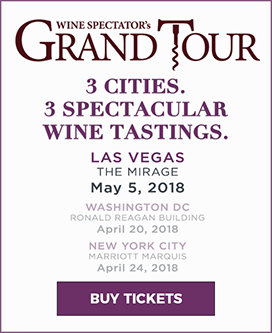 WINE SPECTATOR'S
GRAND TOUR
3 CITIES.
3 SPECTACULAR
WINE TASTINGS.
LAS VEGAS
THE MIRAGE
May 5, 2018
WASHINGTON DC
RONALD REAGAN BUILDING
April 20, 2018
NEW YORK CITY
MARRIOTT MARQUIS
April 24, 2018
BUY TICKETS